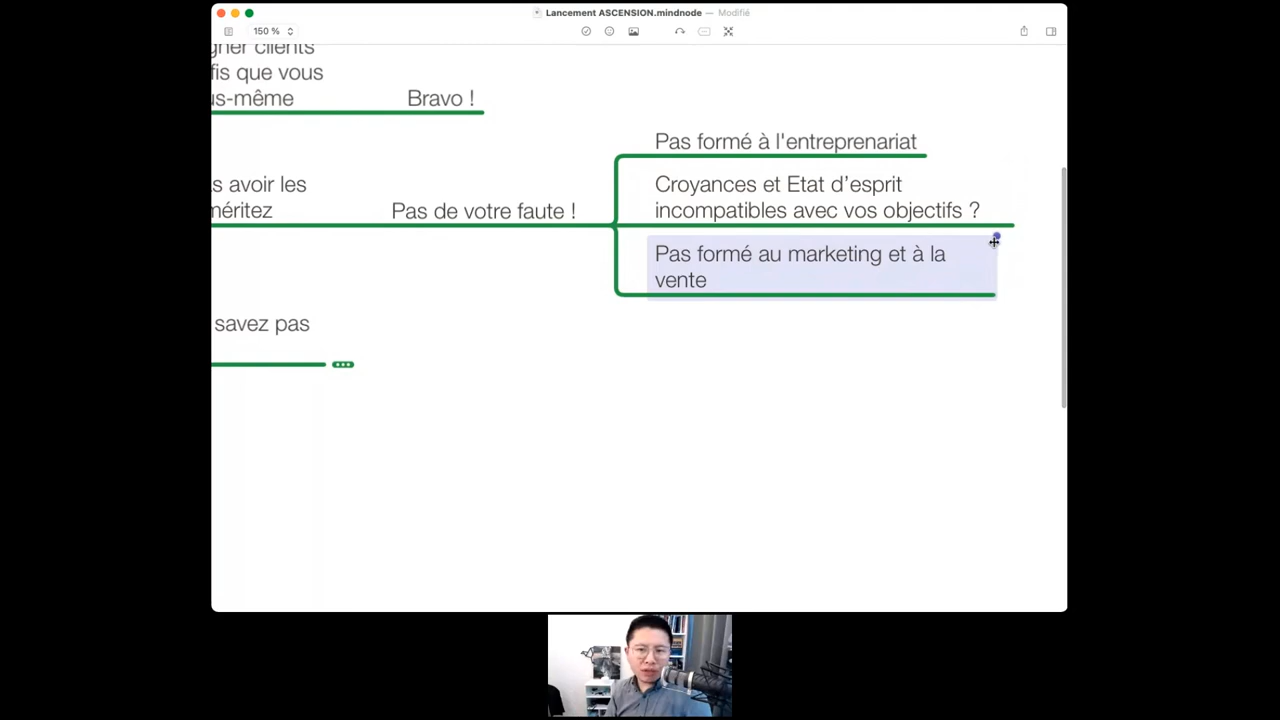 Lancement ASCENSION.mindnode — Modifié
150 %
clients
fis que vous
us-même
Bravo !
Pas formé à l'entreprenariat
s avoir les
méritez
Pas de votre faute !
Croyances et Etat d’esprit
incompatibles avec vos objectifs ?
Pas formé au marketing et à la
vente
savez pas